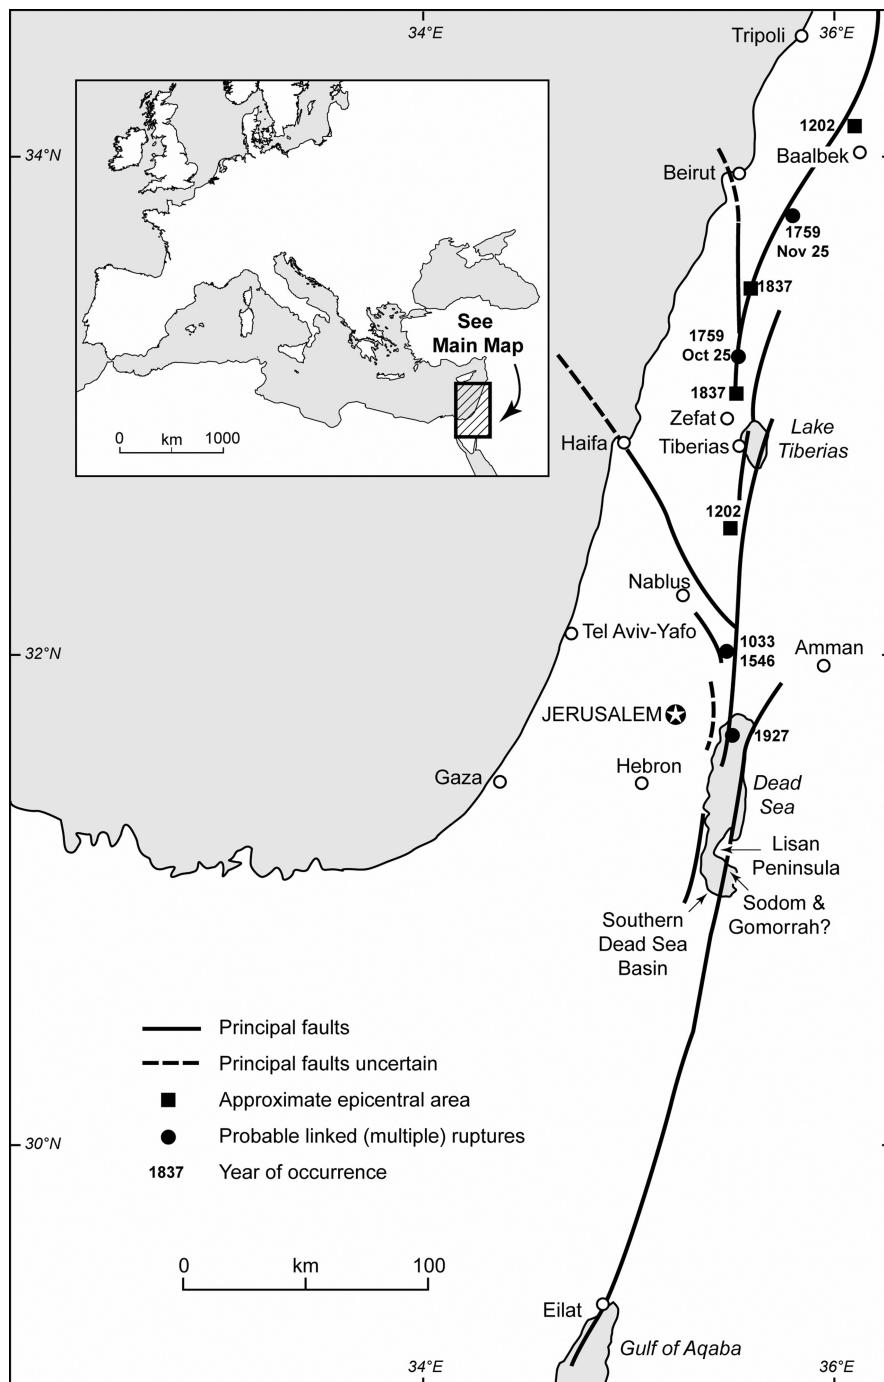 34°E
36°E
Tripoli
1202
34°N
Baalbek
Beirut
1759
Nov 25
1837
See
Main Map
1759
Oct 25
1837
Zefat
0 km 1000
Haifa
Tiberias
Lake
Tiberias
1202
Nablus
Tel Aviv-Yafo
1033
1546
32°N
Amman
JERUSALEM
1927
Hebron
Gaza
Dead
Sea
Lisan
Peninsula
Sodom &
Gomorrah?
Southern
Dead Sea
Basin
Principal faults
Principal faults uncertain
Approximate epicentral area
Probable linked (multiple) ruptures
30°N
1837 Year of occurrence
0 km 100
Eilat
Gulf of Aqaba
34°E
36°E